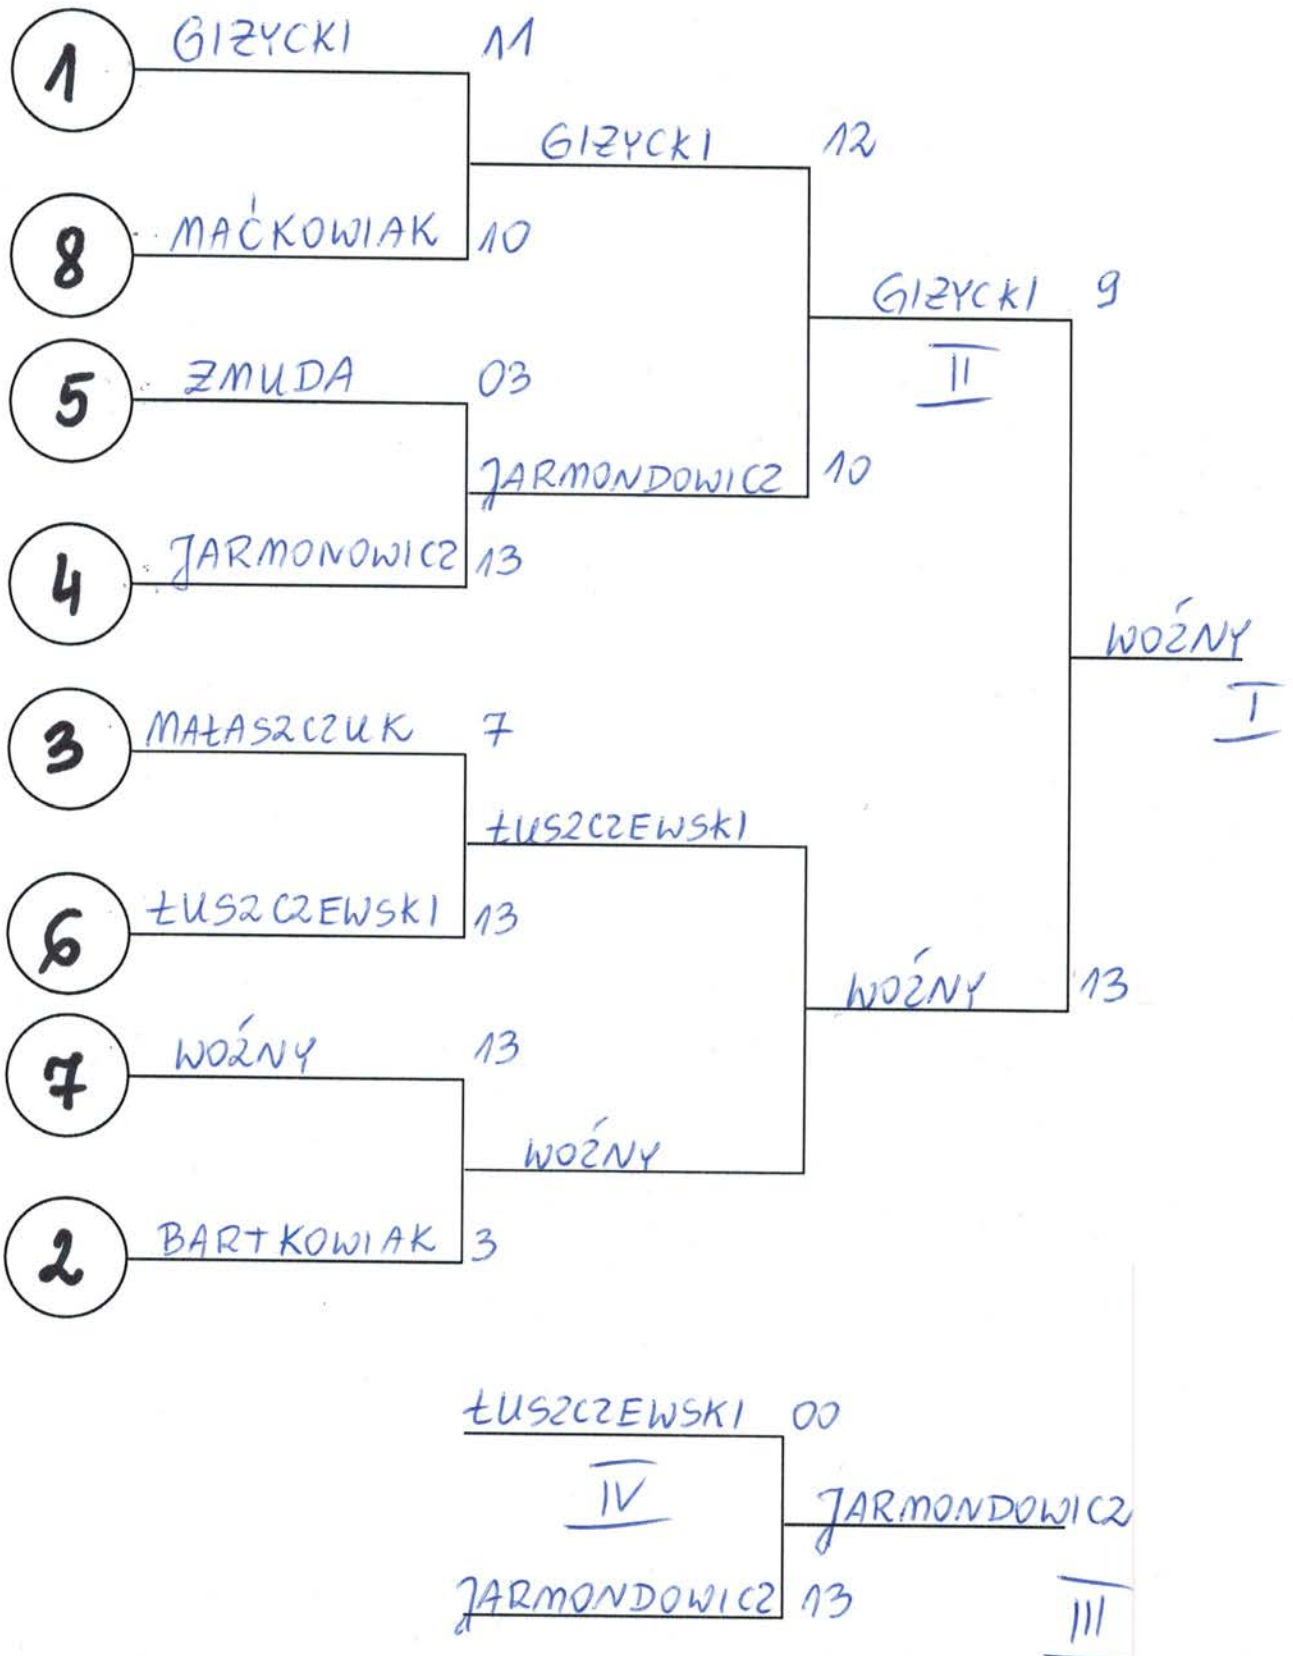 1 GIZYCKI 11
GIZYCKI 12
8 MAĆKOWIAK 10
GIZYCKI 9
5 ZMUDA 03
II
JARMONDOWICZ 10
4 JARMONOWICZ 13
WOŹNY
I
3 MAŁASZCZUK 7
ŁUSZCZEWSKI
6 ŁUSZCZEWSKI 13
WOŹNY 13
7 WOŹNY 13
WOŹNY
2 BARTKOWIAK 3
ŁUSZCZEWSKI 00
IV
JARMONDOWICZ
JARMONDOWICZ 13
III